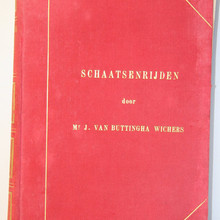 SCHAATSENRIJDEN
door
Mr J. VAN BUTTINGHA WICHERS